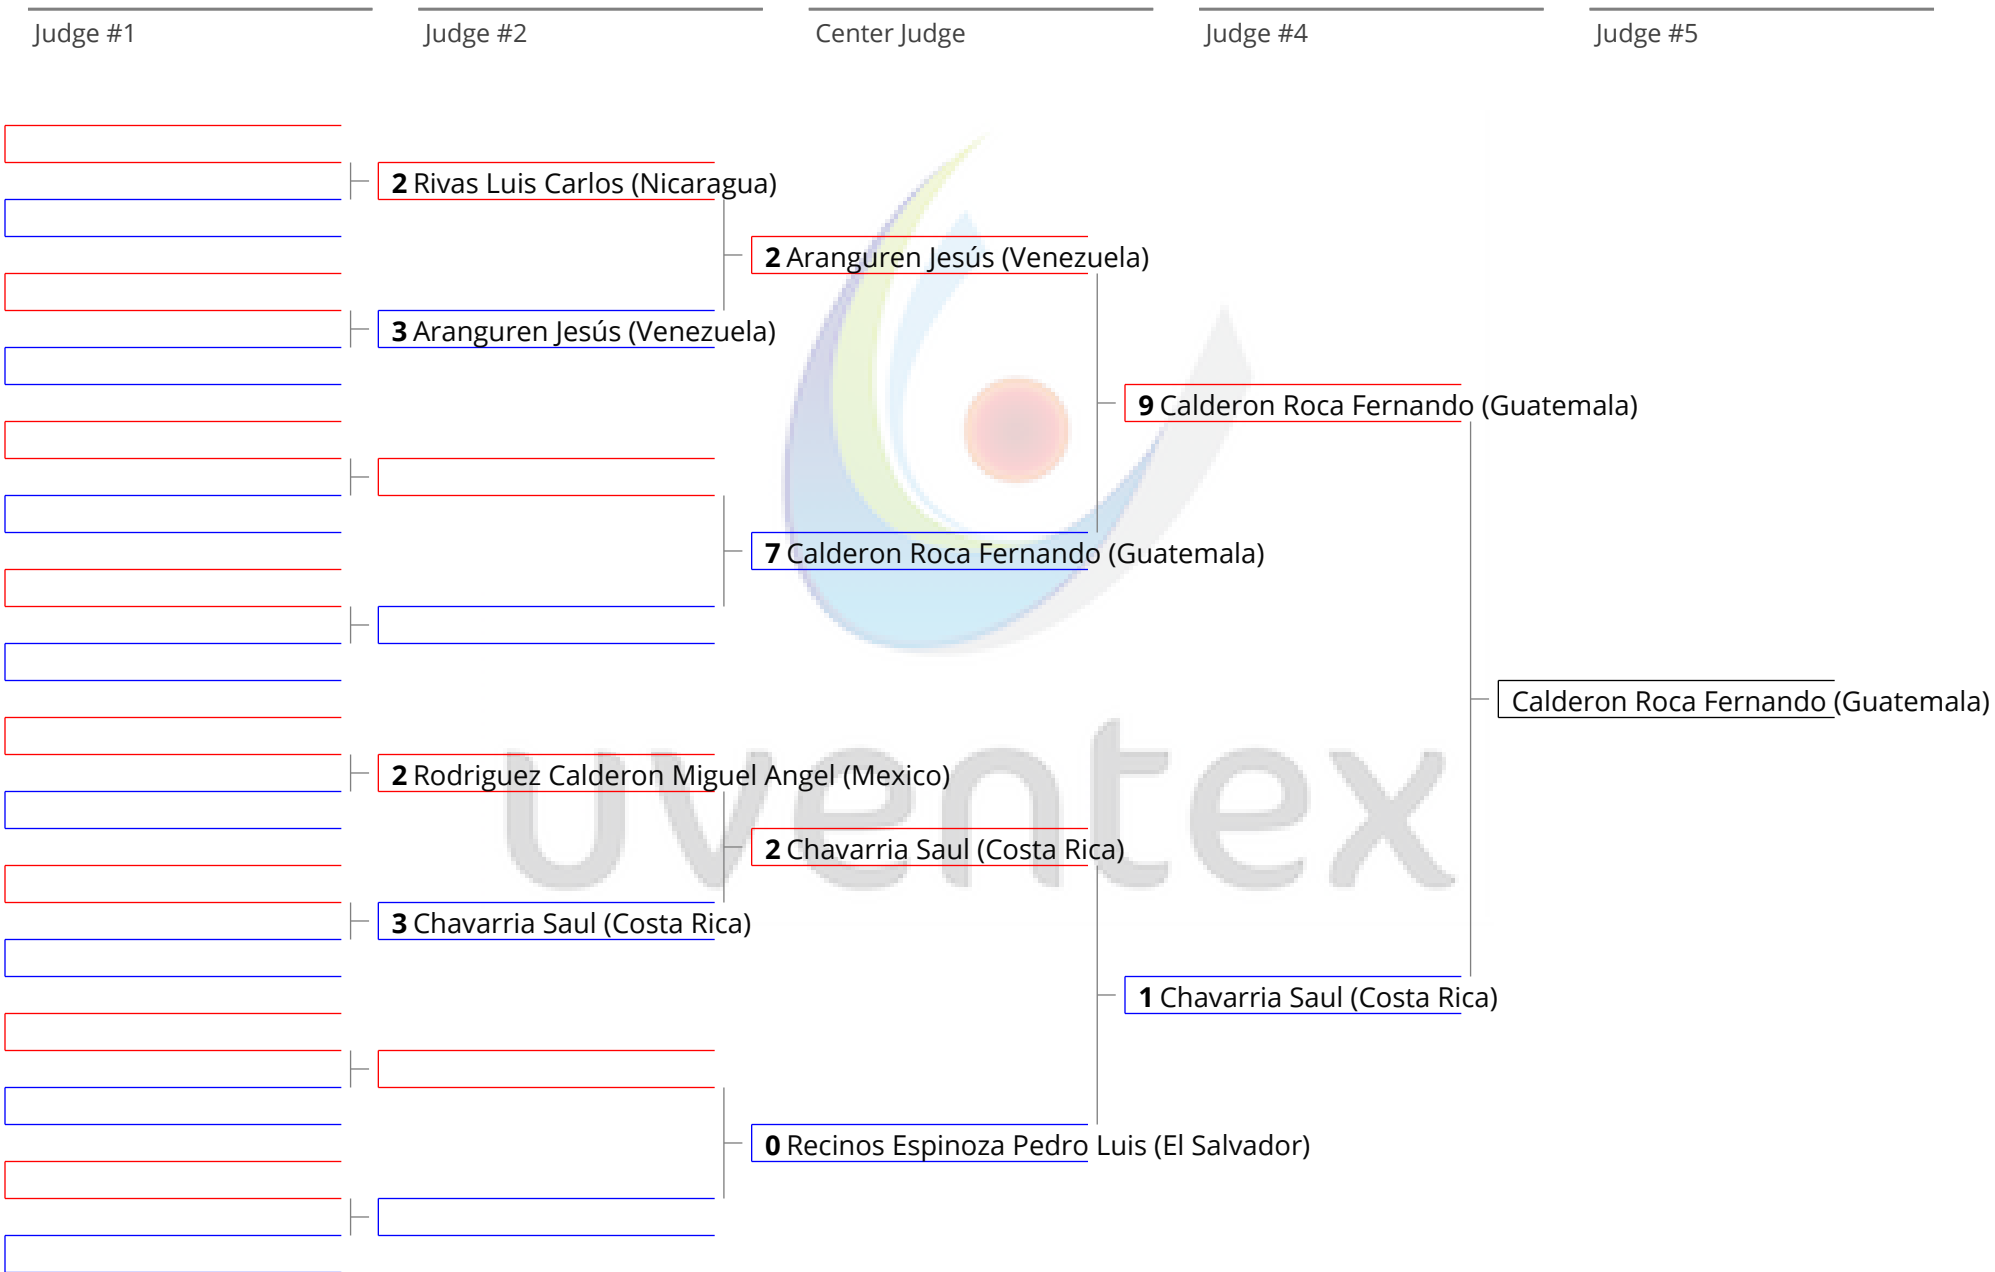 Judge #1
Judge #2
Center Judge
Judge #4
Judge #5
2 Rivas Luis Carlos (Nicaragua)
2 Aranguren Jesús (Venezuela)
3 Aranguren Jesús (Venezuela)
9 Calderon Roca Fernando (Guatemala)
7 Calderon Roca Fernando (Guatemala)
Calderon Roca Fernando (Guatemala)
2 Rodriguez Calderon Miguel Angel (Mexico)
uventex
2 Chavarria Saul (Costa Rica)
3 Chavarria Saul (Costa Rica)
1 Chavarria Saul (Costa Rica)
0 Recinos Espinoza Pedro Luis (El Salvador)